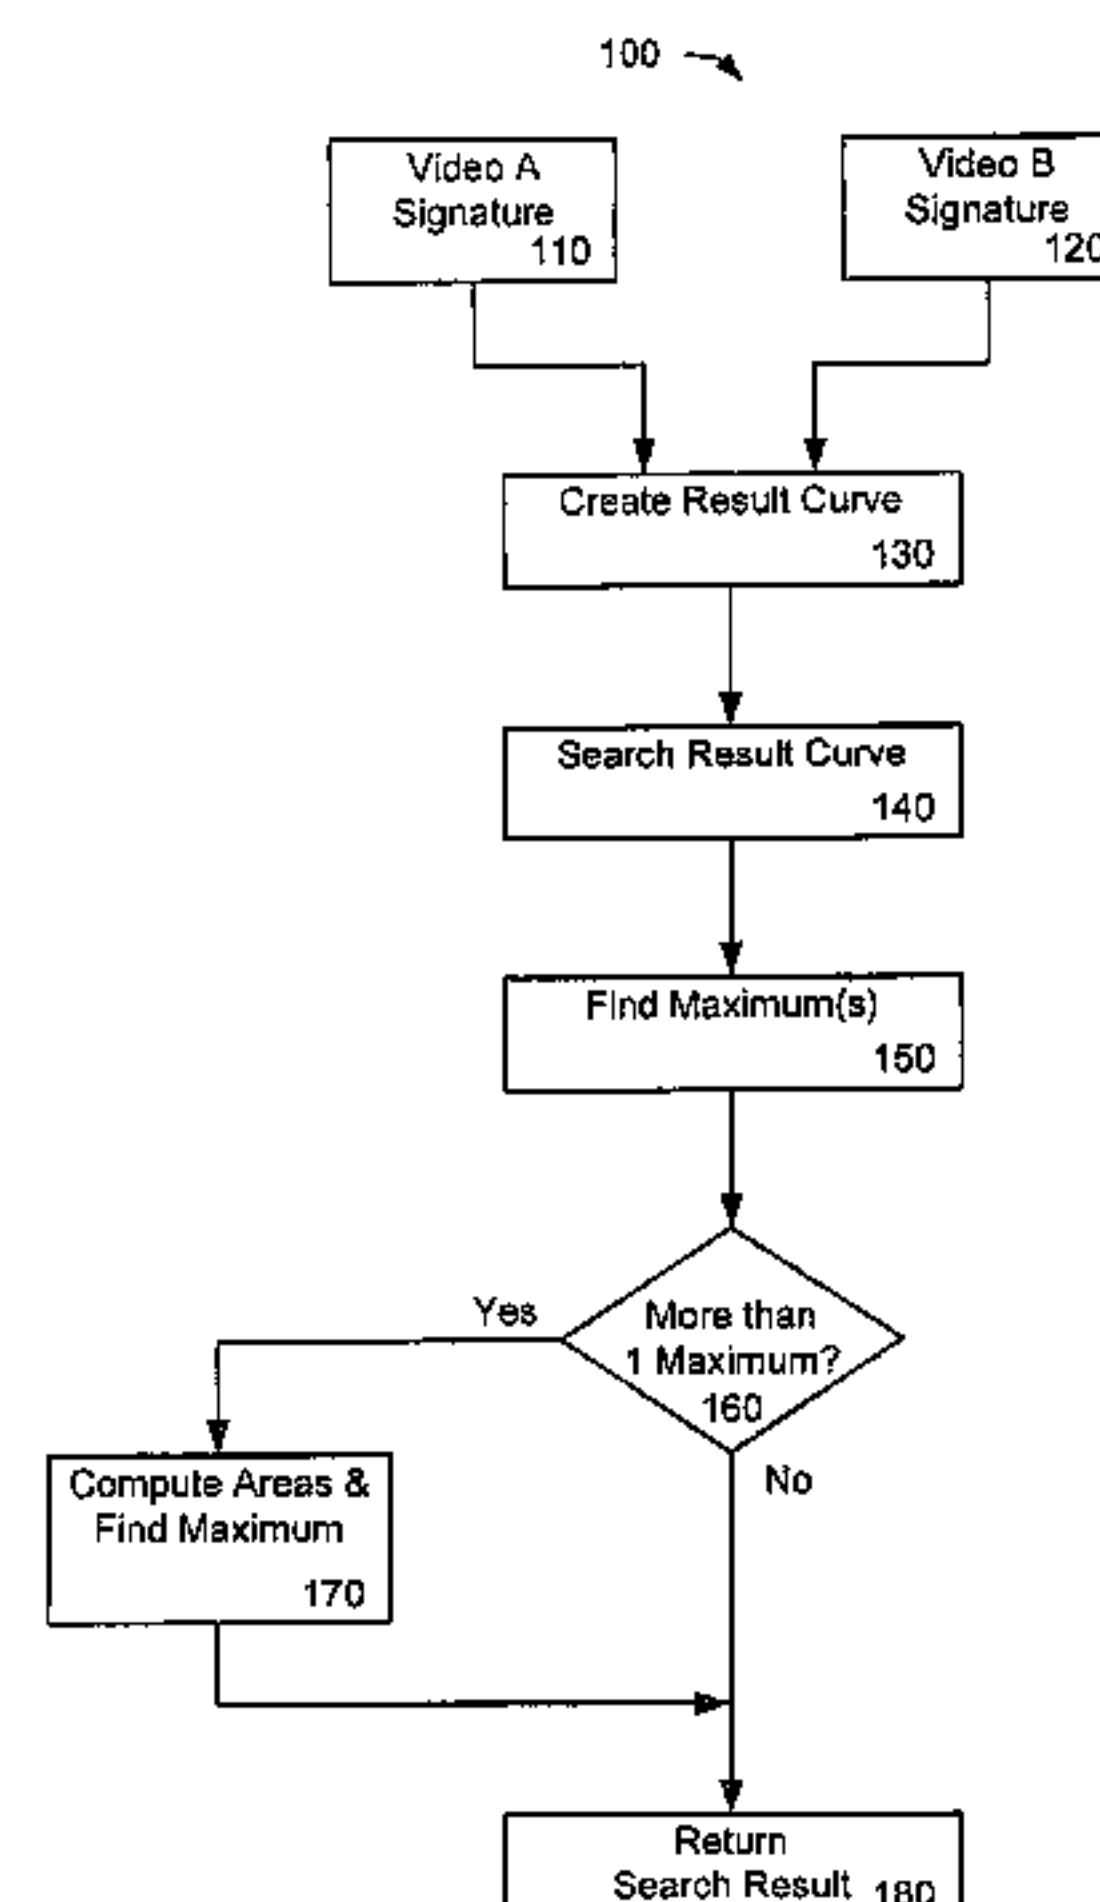 100
Video A
Signature
110
Video B
Signature
120
Create Result Curve
130
Search Result Curve
140
Find Maximum(s)
150
More than
1 Maximum?
160
Yes
No
Compute Areas &
Find Maximum
170
Return
Search Result 180